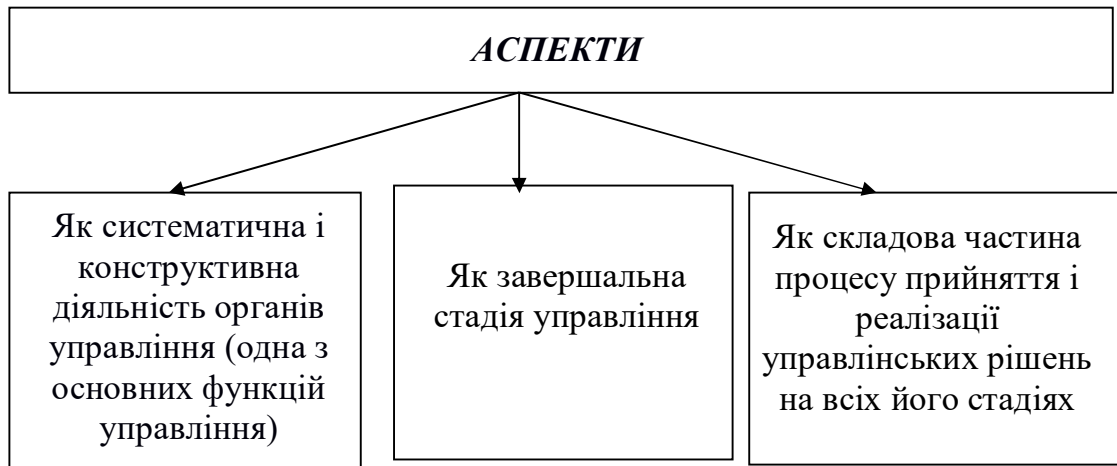 АСПЕКТИ
Як систематична і
конструктивна
діяльність органів
управління (одна з
основних функцій
управління)
Як завершальна
стадія управління
Як складова частина
процесу прийняття і
реалізації
управлінських рішень
на всіх його стадіях